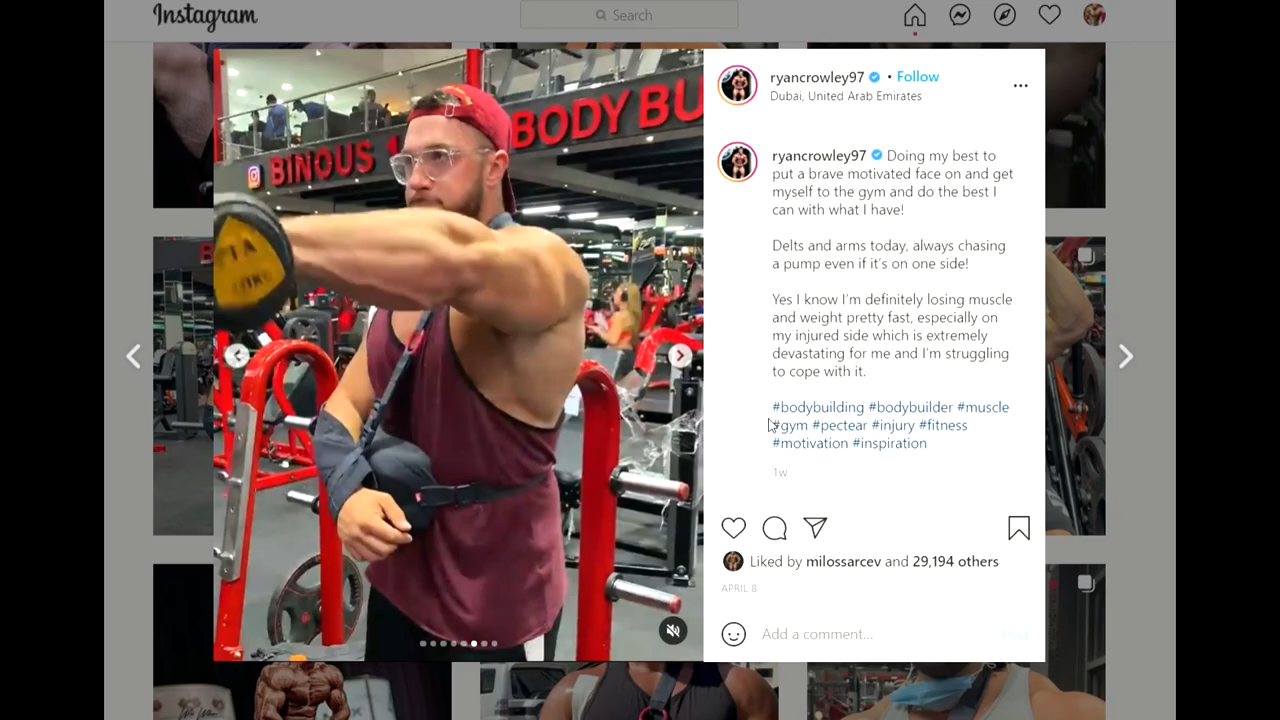 Instagram
Search
ryancrowley97 • Follow
Dubai, United Arab Emirates
BODY BU
BINOUS 1
TA
ryancrowley97 Doing my best to
put a brave motivated face on and get
myself to the gym and do the best I
can with what I have!
Delts and arms today, always chasing
a pump even if it's on one side!
Yes I know I'm definitely losing muscle
and weight pretty fast, especially on
my injured side which is extremely
devastating for me and I'm struggling
to cope with it.
#bodybuilding #bodybuilder #muscle
#gym #pectear #injury #fitness
#motivation #inspiration
1w
Liked by milossarcev and 29,194 others
APRIL 8
Add a comment...
Post